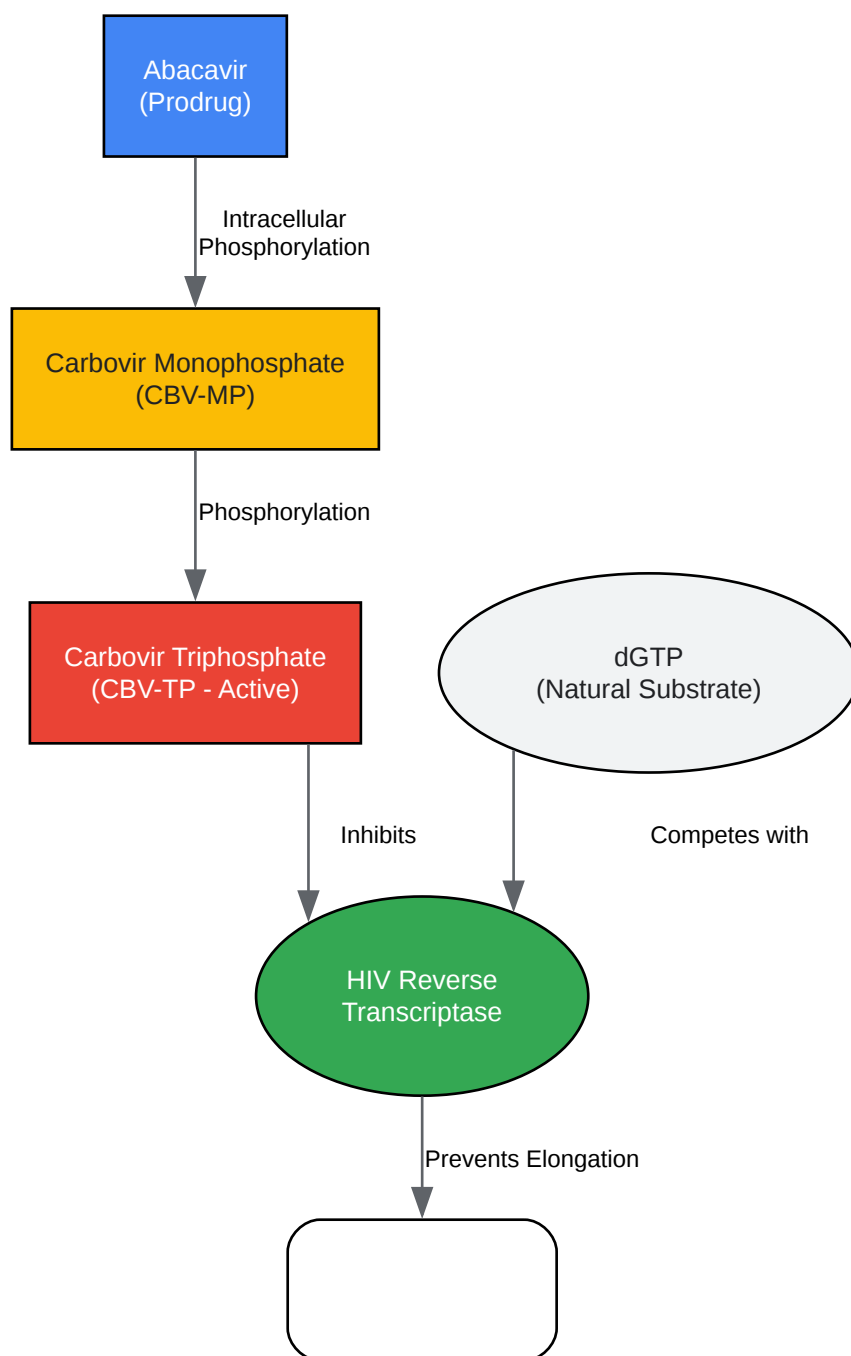 Abacavir
(Prodrug)
Intracellular
Phosphorylation
Carbovir Monophosphate
(CBV-MP)
Phosphorylation
Carbovir Triphosphate
(CBV-TP - Active)
dGTP
(Natural Substrate)
Inhibits
Competes with
HIV Reverse
Transcriptase
Prevents Elongation